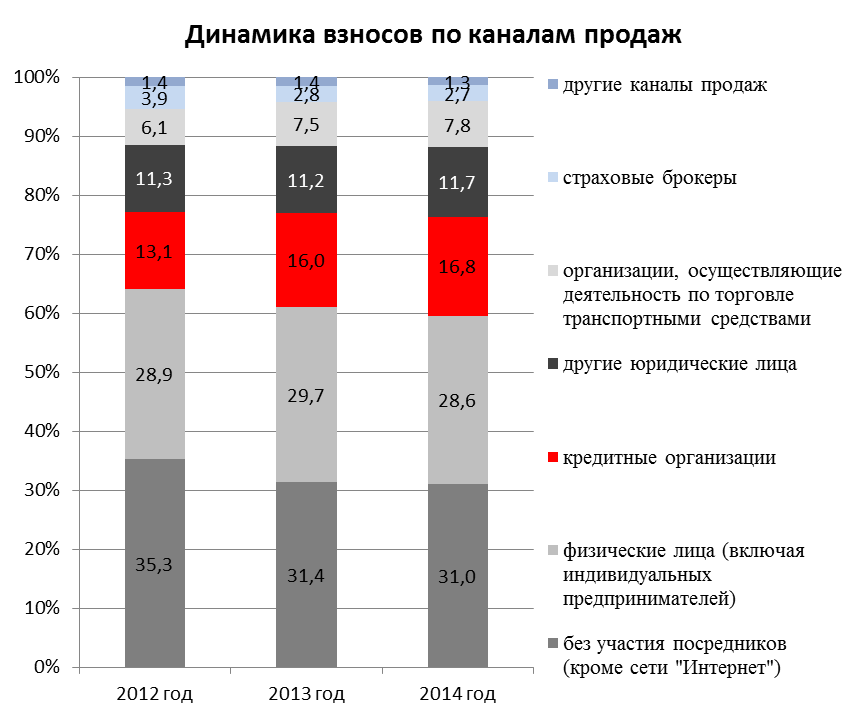 Динамика взносов по каналам продаж
100%
90%
80%
70%
60%
50%
40%
30%
20%
10%
0%
1,4
3,9
6,1
11,3
13,1
28,9
35,3
1,4
2,8
7,5
11,2
16,0
29,7
31,4
1,3
2,7
7,8
11,7
16,8
28,6
31,0
2012 год
2013 год
2014 год
другие каналы продаж
страховые брокеры
организации, осуществляющие
деятельность по торговле
транспортными средствами
другие юридические лица
кредитные организации
физические лица (включая
индивидуальных
предпринимателей)
без участия посредников
(кроме сети "Интернет")